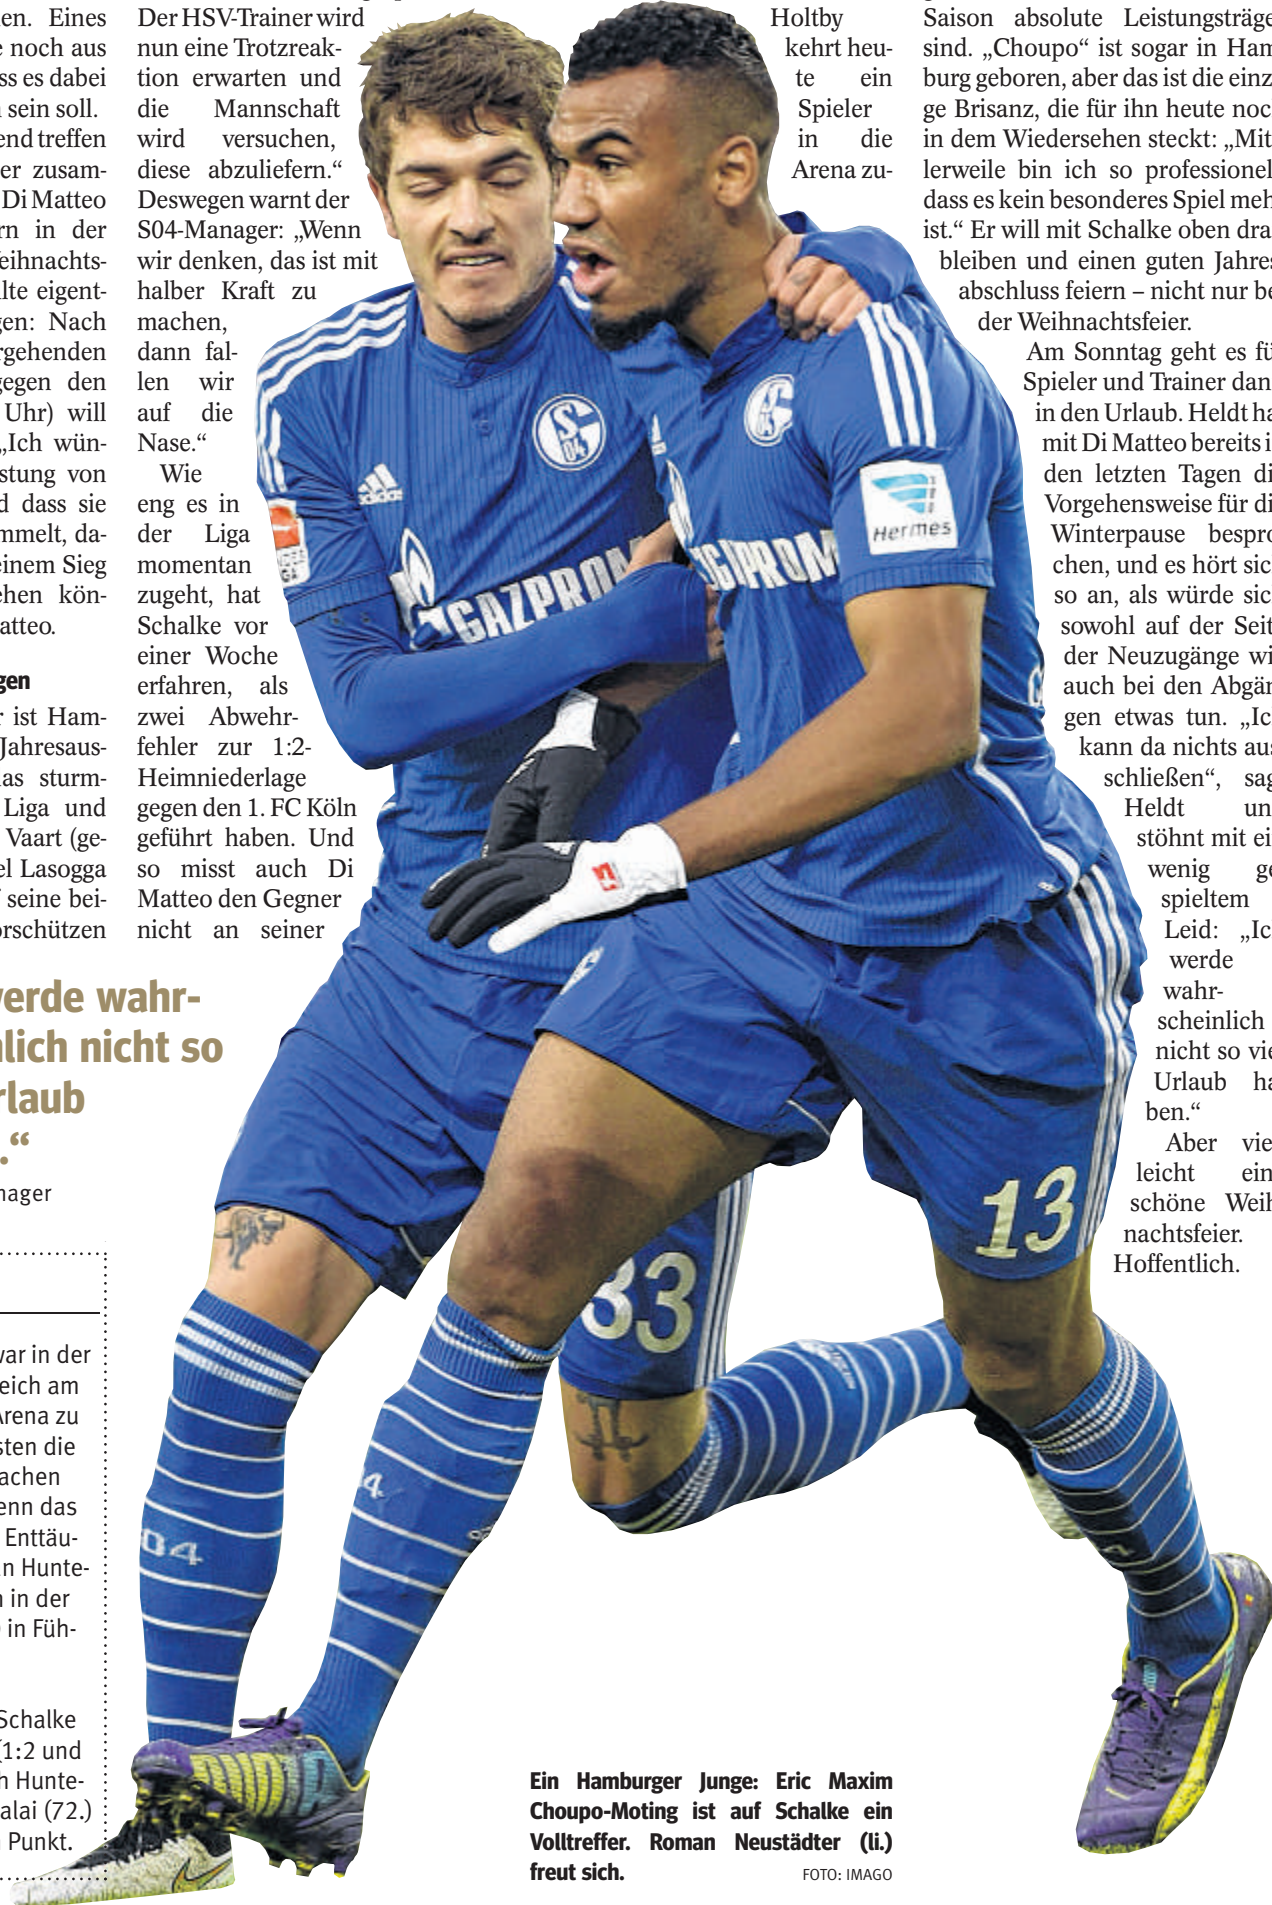 en. Eines
e noch aus
ss es dabei
n sein soll.
end treffen
er zusam-
Di Matteo
rn in der
eihnachts-
llte eigent-
gen: Nach
rgehenden
gegen den
Uhr) will
„Ich wün-
stung von
d dass sie
mmelt, da-
einem Sieg
ehen kön-
atteo.
gen
r ist Ham-
Jahresaus-
das sturm-
Liga und
Vaart (ge-
el Lasogga
f seine bei-
orschützen
Der HSV-Trainer wird
nun eine Trotzreak-
tion erwarten und
die Mannschaft
wird versuchen,
diese abzuliefern.“
Deswegen warnt der
S04-Manager: „Wenn
wir denken, das ist mit
halber Kraft zu
machen,
dann fal-
len wir
auf die
Nase.“
Wie
eng es in
der Liga
momentan
zugeht, hat
Schalke vor
einer Woche
erfahren, als
zwei Abwehr-
fehler zur 1:2-
Heimniederlage
gegen den 1. FC Köln
geführt haben. Und
so misst auch Di
Matteo den Gegner
nicht an seiner
Holtby
kehrt heu-
te ein
Spieler
in die
Arena zu-
Saison absolute Leistungsträge
sind. „Choupo“ ist sogar in Ham
burg geboren, aber das ist die einz
ge Brisanz, die für ihn heute noc
in dem Wiedersehen steckt: „Mit
lerweile bin ich so professionel
dass es kein besonderes Spiel meh
ist.“ Er will mit Schalke oben dra
bleiben und einen guten Jahres
abschluss feiern – nicht nur be
der Weihnachtsfeier.
Am Sonntag geht es fü
Spieler und Trainer dan
in den Urlaub. Heldt ha
mit Di Matteo bereits i
den letzten Tagen di
Vorgehensweise für di
Winterpause bespro
chen, und es hört sic
so an, als würde sic
sowohl auf der Seit
der Neuzugänge wi
auch bei den Abgän
gen etwas tun. „Ic
kann da nichts aus
schließen“, sag
Heldt un
stöhnt mit ei
wenig ge
spieltem
Leid: „Ic
werde
wahr-
scheinlich
nicht so vie
Urlaub ha
ben.“
Aber vie
leicht ein
schöne Weih
nachtsfeier.
Hoffentlich.
verde wahr-
nlich nicht so
rlaub
.“
nager
war in der
eich am
Arena zu
sten die
achen
enn das
Enttäu-
an Hunte-
n in der
in Füh-
Schalke
(1:2 und
h Hunte-
alai (72.)
Punkt.
S
04
adidas
GAZPROM
GAZPROM
Hermes
13
33
04
4
Ein Hamburger Junge: Eric Maxim
Choupo-Moting ist auf Schalke ein
Volltreffer. Roman Neustädter (li.)
freut sich. FOTO: IMAGO